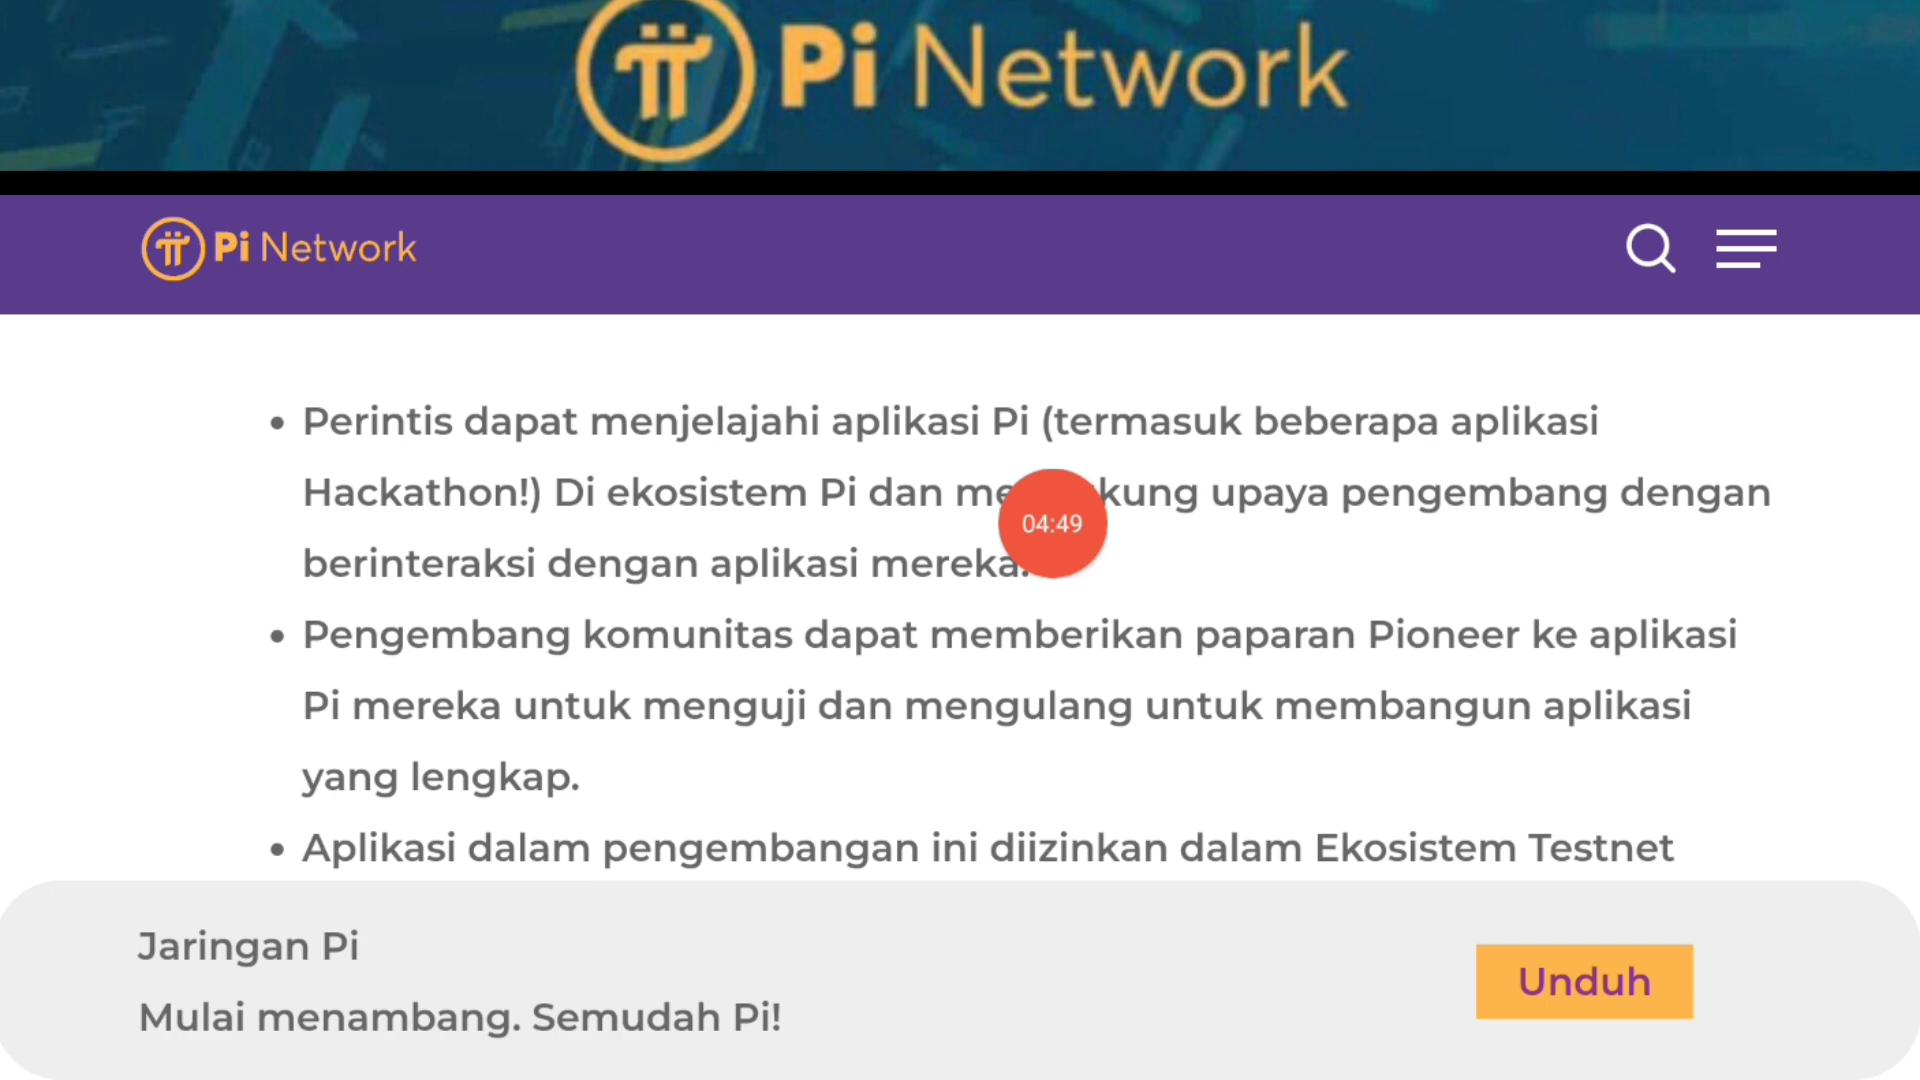 Pi Network
Pi Network
• Perintis dapat menjelajahi aplikasi Pi (termasuk beberapa aplikasi
Hackathon!) Di ekosistem Pi dan upaya pengembang dengan
04:49
berinteraksi dengan aplikasi mereka.
• Pengembang komunitas dapat memberikan paparan Pioneer ke aplikasi
Pi mereka untuk menguji dan mengulang untuk membangun aplikasi
yang lengkap.
• Aplikasi dalam pengembangan ini diizinkan dalam Ekosistem Testnet
Jaringan Pi
Mulai menambang. Semudah Pi!
Unduh